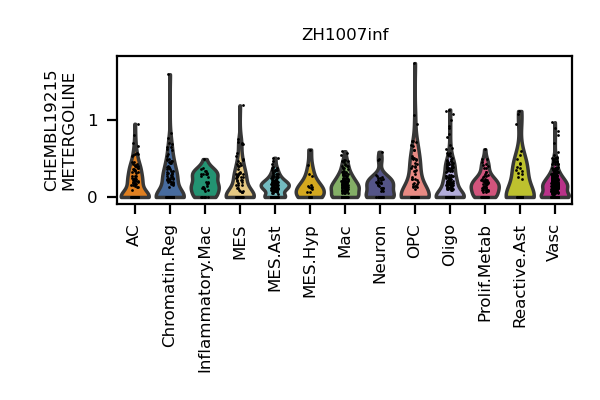 ZH1007inf
CHEMBL19215
METERGOLINE
1
0
AC
Chromatin.Reg
Inflammatory.Mac
MES
MES.Ast
MES.Hyp
Mac
Neuron
OPC
Oligo
Prolif.Metab
Reactive.Ast
Vasc